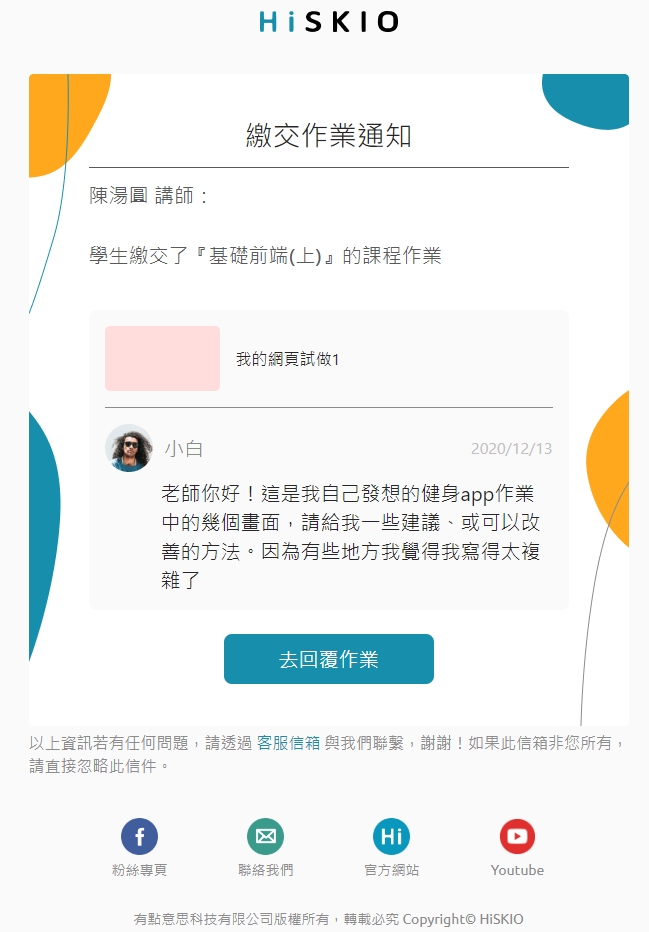 HiSKIO
繳交作業通知
陳湯圓 講師：
學生繳交了『基礎前端(上)』的課程作業
我的網頁試做1
小白
2020/12/13
老師你好！這是我自己發想的健身app作業
中的幾個畫面，請給我一些建議、或可以改
善的方法。因為有些地方我覺得我寫得太複
雜了
去回覆作業
以上資訊若有任何問題，請透過 客服信箱 與我們聯繫，謝謝！如果此信箱非您所有，
請直接忽略此信件。
f
Hi
粉絲專頁
聯絡我們
官方網站
Youtube
有點意思科技有限公司版權所有，轉載必究 Copyright© HiSKIO